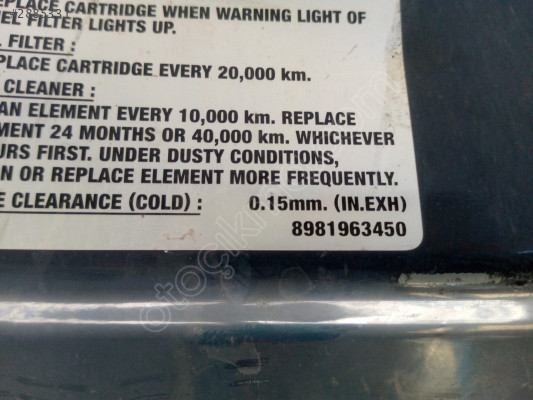 EPLACE CARTRIDGE WHEN WARNING LIGHT OF
EL FILTER LIGHTS UP.
L FILTER :
PLACE CARTRIDGE EVERY 20,000 km.
CLEANER :
AN ELEMENT EVERY 10,000 km. REPLACE
MENT 24 MONTHS OR 40,000 km. WHICHEVER
URS FIRST. UNDER DUSTY CONDITIONS,
N OR REPLACE ELEMENT MORE FREQUENTLY.
E CLEARANCE (COLD) : 0.15mm. (IN.EXH)
8981963450